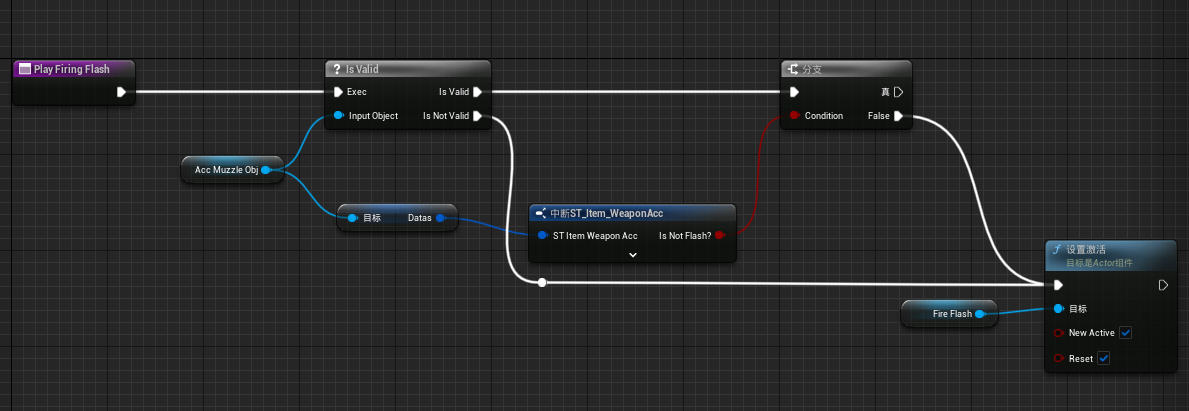 Play Firing Flash
? Is Valid
Exec
Is Valid
Input Object
Is Not Valid
分支
真
Condition
False
Acc Muzzle Obj
目标
Datas
中断ST_Item_WeaponAcc
ST Item Weapon Acc
Is Not Flash?
f 设置激活
目标是Actor组件
Fire Flash
目标
New Active
Reset